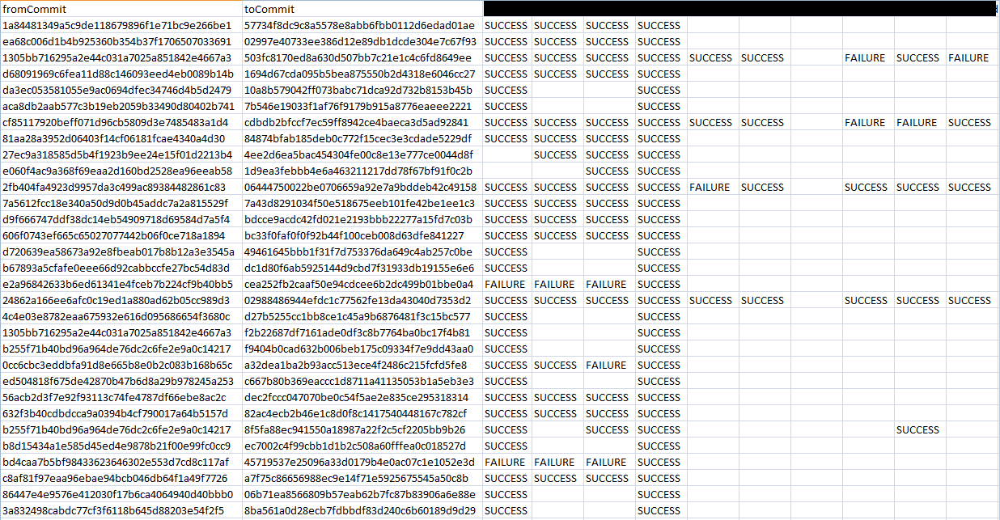 fromCommit toCommit
1a84481349a5c9de118679896f1e71bc9e266be1 57734f8dc9c8a5578e8abb6fbb0112d6edad01ae SUCCESS SUCCESS SUCCESS SUCCESS
ea68c006d1b4b925360b354b37f1706507033691 02997e40733ee386d12e89db1dcde304e7c67f93 SUCCESS SUCCESS SUCCESS SUCCESS
1305bb716295a2e44c031a7025a851842e4667a3 503fc8170ed8a630d507bb7c21e1c4c6fd8649ee SUCCESS SUCCESS SUCCESS SUCCESS SUCCESS SUCCESS FAILURE SUCCESS FAILURE
d68091969c6fea11d88c146093eed4eb0089b14b 1694d67cda095b5bea875550b2d4318e6046cc27 SUCCESS SUCCESS SUCCESS SUCCESS
da3ec053581055e9ac0694dfec34746d4b5d2479 10a8b579042ff073babc71dca92d732b8153b45b SUCCESS SUCCESS
aca8db2aab577c3b19eb2059b33490d80402b741 7b546e19033f1af76f9179b915a8776eaeee2221 SUCCESS SUCCESS
cf85117920beff071d96cb5809d3e7485483a1d4 cdbdb2bfccf7ec59ff8942ce4baeca3d5ad92841 SUCCESS SUCCESS SUCCESS SUCCESS SUCCESS SUCCESS FAILURE FAILURE SUCCESS
81aa28a3952d06403f14cf06181fcae4340a4d30 84874bfab185deb0c772f15cec3e3cdade5229df SUCCESS SUCCESS SUCCESS SUCCESS
27ec9a318585d5b4f1923b9ee24e15f01d2213b4 4ee2d6ea5bac454304fe00c8e13e777ce0044d8f SUCCESS SUCCESS SUCCESS
e060f4ac9a368f69eaa2d160bd2528ea96eeab58 1d9ea3febbb4e6a463211217dd78f67bf91f0c2b SUCCESS SUCCESS
2fb404fa4923d9957da3c499ac89384482861c83 06444750022be0706659a92e7a9bddeb42c49158 SUCCESS SUCCESS SUCCESS SUCCESS FAILURE SUCCESS SUCCESS SUCCESS SUCCESS
7a5612fcc18e340a50d9d0b45addc7a2a815529f 7a43d8291034f50e518675eeb101fe42be1ee1c3 SUCCESS SUCCESS SUCCESS SUCCESS
d9f666747ddf38dc14eb54909718d69584d7a5f4 bdcce9acdc42fd021e2193bbb22277a15fd7c03b SUCCESS SUCCESS SUCCESS SUCCESS
606f0743ef665c65027077442b06f0ce718a1894 bc33f0faf0f0f92b44f100ceb008d63dfe841227 SUCCESS SUCCESS SUCCESS SUCCESS
d720639ea58673a92e8fbeab017b8b12a3e3545a 49461645bbb1f31f7d753376da649c4ab257c0be SUCCESS SUCCESS
b67893a5cfafe0eee66d92cabbccfe27bc54d83d dc1d80f6ab5925144d9cbd7f31933db19155e6e6 SUCCESS SUCCESS
e2a96842633b6ed61341e4fceb7b224cf9b40bb5 cea252fb2caaf50e94cdcee6b2dc499b01bbe0a4 FAILURE FAILURE FAILURE SUCCESS
24862a166ee6afc0c19ed1a880ad62b05cc989d3 02988486944efdc1c77562fe13da43040d7353d2 SUCCESS SUCCESS SUCCESS SUCCESS SUCCESS SUCCESS SUCCESS SUCCESS SUCCESS
4c4e03e8782eaa675932e616d095686654f3680c d27b5255cc1bb8ce1c45a9b6876481f3c15bc577 SUCCESS SUCCESS
1305bb716295a2e44c031a7025a851842e4667a3 f2b22687df7161ade0df3c8b7764ba0bc17f4b81 SUCCESS SUCCESS
b255f71b40bd96a964de76dc2c6fe2e9a0c14217 f9404b0cad632b006beb175c09334f7e9dd43aa0 SUCCESS SUCCESS
0cc6cbc3eddbfa91d8e665b8e0b2c083b168b65c a32dea1ba2b93acc513ece4f2486c215fcfd5fe8 SUCCESS SUCCESS FAILURE SUCCESS
ed504818f675de42870b47b6d8a29b978245a253 c667b80b369eaccc1d8711a41135053b1a5eb3e3 SUCCESS SUCCESS
56acb2d3f7e92f93113c74fe4787df66ebe8ac2c dec2fccc047070be0c54f5ae2e835ce295318314 SUCCESS SUCCESS SUCCESS SUCCESS
632f3b40cdbdcca9a0394b4cf790017a64b5157d 82ac4ecb2b46e1c8d0f8c1417540448167c782cf SUCCESS SUCCESS SUCCESS SUCCESS
b255f71b40bd96a964de76dc2c6fe2e9a0c14217 8f5fa88ec941550a18987a22f2c5cf2205bb9b26 SUCCESS SUCCESS SUCCESS SUCCESS
b8d15434a1e585d45ed4e9878b21f00e99fc0cc9 ec7002c4f99cbb1d1b2c508a60fffea0c018527d SUCCESS SUCCESS
bd4caa7b5bf98433623646302e553d7cd8c117af 45719537e25096a33d0179b4e0ac07c1e1052e3d FAILURE FAILURE FAILURE SUCCESS
c8af81f97eaa96ebae94bcb046db64f1a49f7726 a7f75c86656988ec9e14f71e5925675545a50c8b SUCCESS SUCCESS SUCCESS SUCCESS
86447e4e9576e412030f17b6ca4064940d40bbb0 06b71ea8566809b57eab62b7fc87b83906a6e88e SUCCESS SUCCESS
3a832498cabdc77cf3f6118b645d88203e54f2f5 8ba561a0d28ecb7fdbbdf83d240c6b60189d9d29 SUCCESS SUCCESS